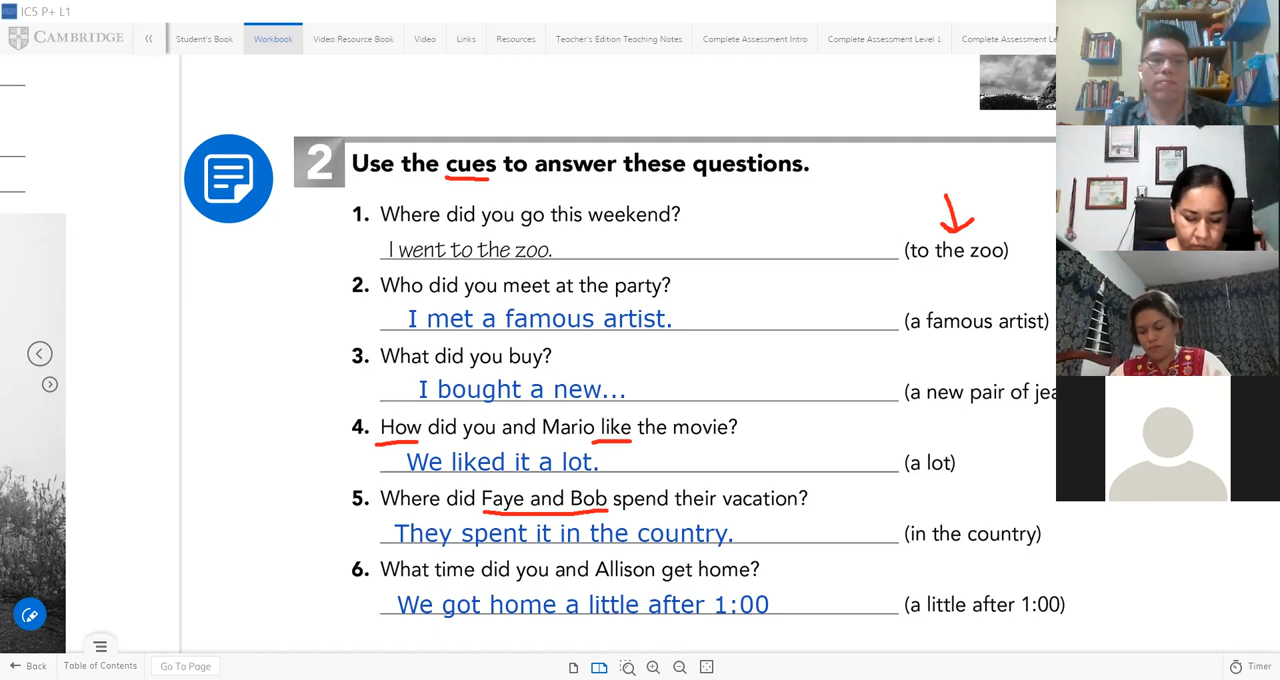 IC5 P+ L1
CAMBRIDGE
Student's Book Workbook Video Resource Book Video Links Resources Teacher's Edition Teaching Notes Complete Assessment Intro Complete Assessment Level 1 Complete Assessment Le
2 Use the cues to answer these questions.
1. Where did you go this weekend?
I went to the zoo. (to the zoo)
2. Who did you meet at the party?
I met a famous artist. (a famous artist)
3. What did you buy?
I bought a new... (a new pair of jea
4. How did you and Mario like the movie?
We liked it a lot. (a lot)
5. Where did Faye and Bob spend their vacation?
They spent it in the country. (in the country)
6. What time did you and Allison get home?
We got home a little after 1:00 (a little after 1:00)
Back Table of Contents Go To Page Timer